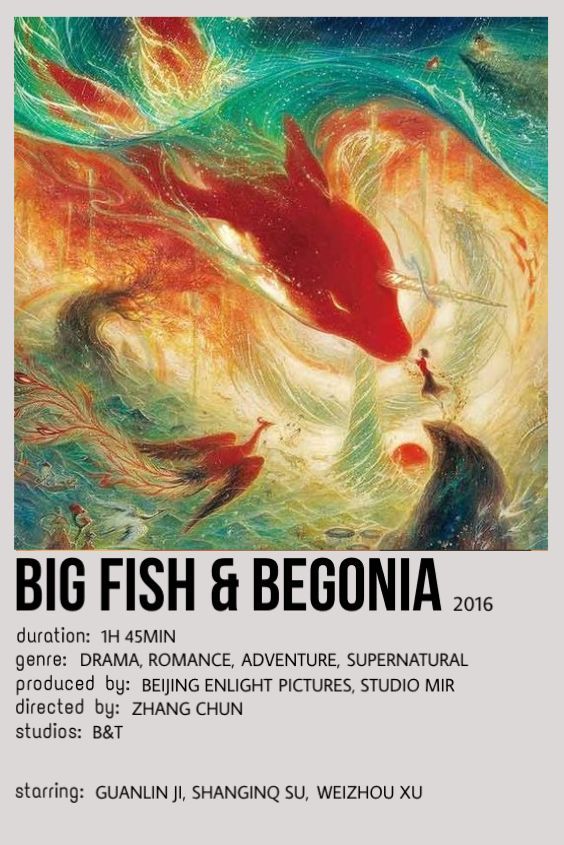 BIG FISH & BEGONIA 2016
duration: 1H 45MIN
genre: DRAMA, ROMANCE, ADVENTURE, SUPERNATURAL
produced by: BEIJING ENLIGHT PICTURES, STUDIO MIR
directed by: ZHANG CHUN
studios: B&T
starring: GUANLIN JI, SHANGINQ SU, WEIZHOU XU